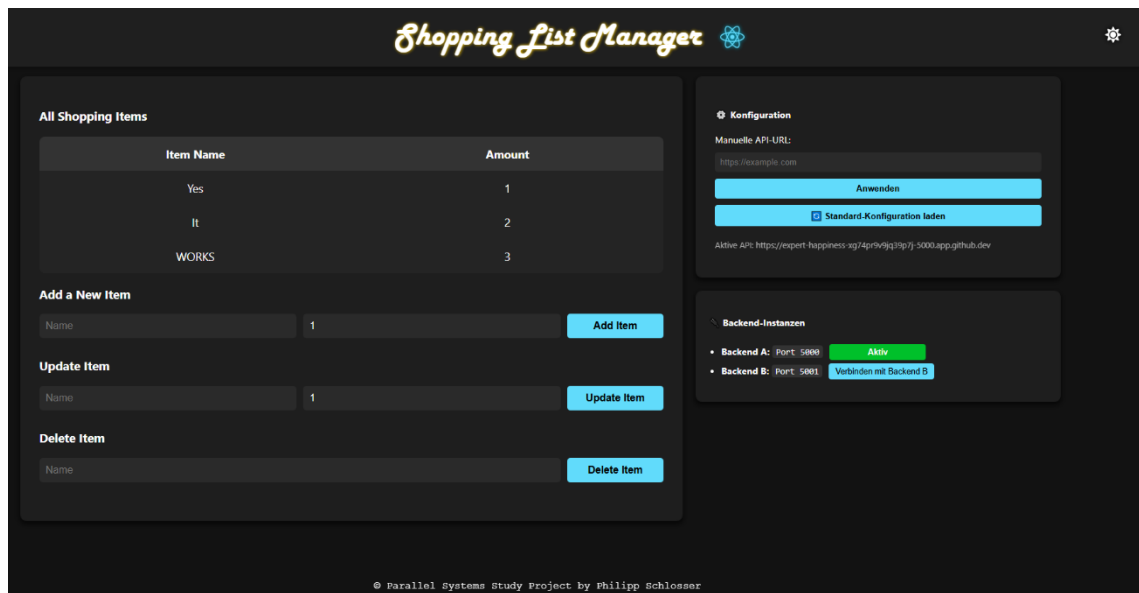 Shopping List Manager
All Shopping Items
Item Name Amount
Yes 1
It 2
WORKS 3
Add a New Item
Name 1 Add Item
Update Item
Name 1 Update Item
Delete Item
Name Delete Item
Konfiguration
Manuelle API-URL:
https://example.com
Anwenden
Standard-Konfiguration laden
Aktive API: https://expert-happiness-xg74pr9v9jq39p7j-5000.app.github.dev
Backend-Instanzen
• Backend A: Port 5000 Aktiv
• Backend B: Port 5001 Verbinden mit Backend B
© Parallel Systems Study Project by Philipp Schlosser